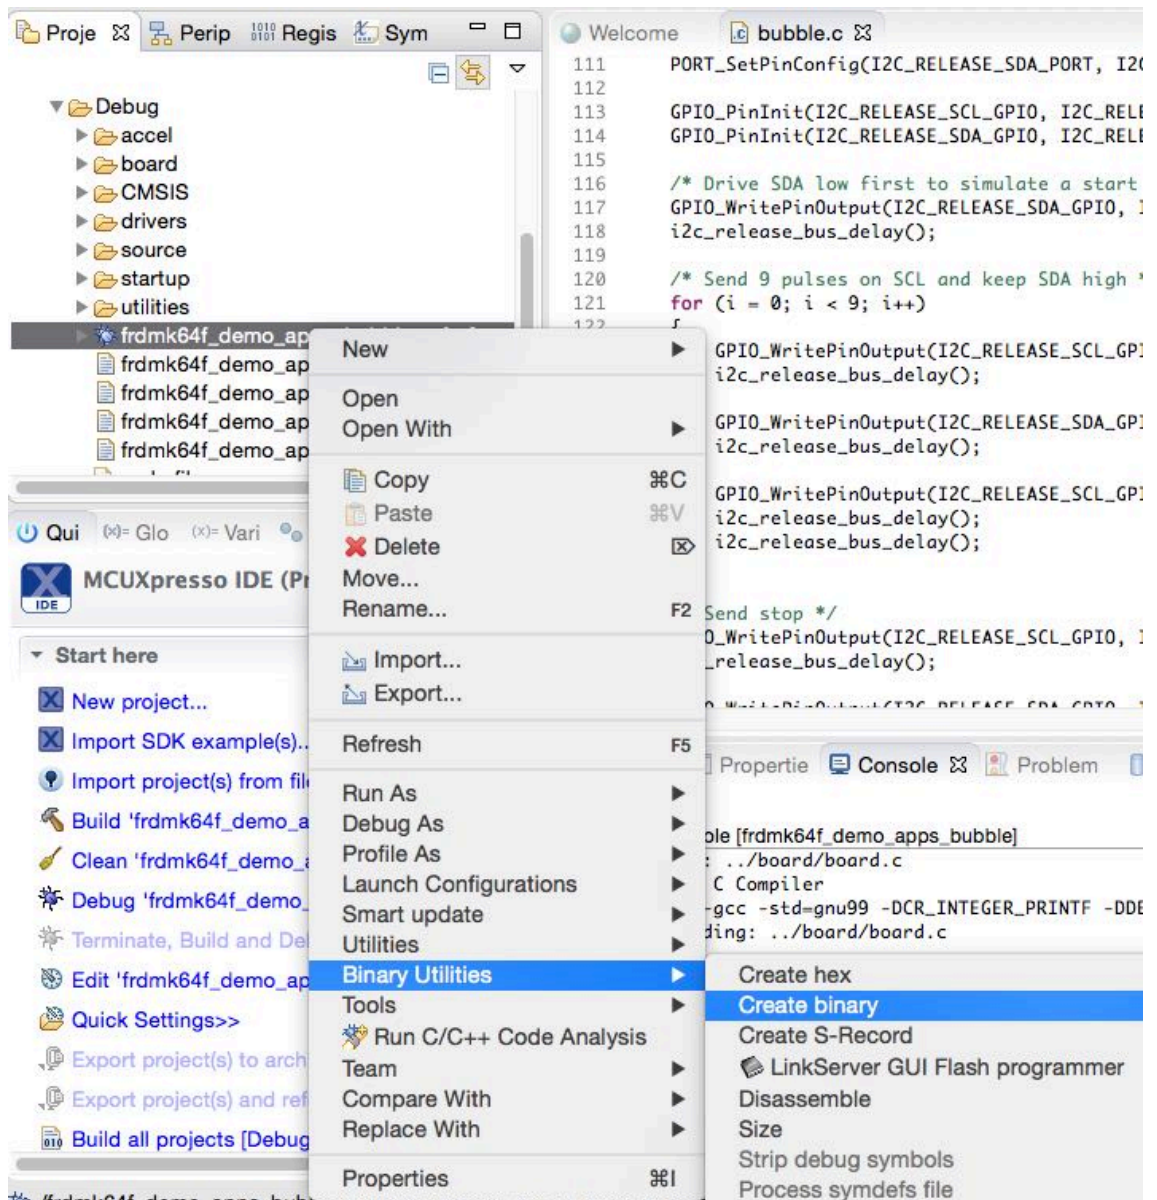 Proje Perip Regis Sym
Debug
accel
board
CMSIS
drivers
source
startup
utilities
frdmk64f_demo_ap
frdmk64f_demo_ap
frdmk64f_demo_ap
frdmk64f_demo_ap
frdmk64f_demo_ap
Welcome bubble.c
111 PORT_SetPinConfig(I2C_RELEASE_SDA_PORT, I2C
112
113 GPIO_PinInit(I2C_RELEASE_SCL_GPIO, I2C_RELE
114 GPIO_PinInit(I2C_RELEASE_SDA_GPIO, I2C_RELE
115
116 /* Drive SDA low first to simulate a start
117 GPIO_WritePinOutput(I2C_RELEASE_SDA_GPIO, I
118 i2c_release_bus_delay();
119
120 /* Send 9 pulses on SCL and keep SDA high *
121 for (i = 0; i < 9; i++)
122 {
GPIO_WritePinOutput(I2C_RELEASE_SCL_GPI
i2c_release_bus_delay();
GPIO_WritePinOutput(I2C_RELEASE_SDA_GPI
i2c_release_bus_delay();
GPIO_WritePinOutput(I2C_RELEASE_SCL_GPI
i2c_release_bus_delay();
i2c_release_bus_delay();
Send stop */
O_WritePinOutput(I2C_RELEASE_SCL_GPIO, I
_release_bus_delay();
Qui (x)= Glo (x)= Vari
MCUXpresso IDE (Pr
IDE
Start here
New project...
Import SDK example(s)..
Import project(s) from file
Build 'frdmk64f_demo_a
Clean 'frdmk64f_demo_a
Debug 'frdmk64f_demo_
Terminate, Build and De
Edit 'frdmk64f_demo_ap
Quick Settings>>
Export project(s) to arch
Export project(s) and ref
Build all projects [Debug
New
Open
Open With
Copy ⌘C
Paste ⌘V
Delete ⌦
Move...
Rename... F2
Import...
Export...
Refresh F5
Run As
Debug As
Profile As
Launch Configurations
Smart update
Utilities
Binary Utilities
Tools
Run C/C++ Code Analysis
Team
Compare With
Replace With
Properties ⌘I
Propertie Console Problem
ole [frdmk64f_demo_apps_bubble]
: ../board/board.c
C Compiler
-gcc -std=gnu99 -DCR_INTEGER_PRINTF -DDE
ding: ../board/board.c
Create hex
Create binary
Create S-Record
LinkServer GUI Flash programmer
Disassemble
Size
Strip debug symbols
Process symdefs file